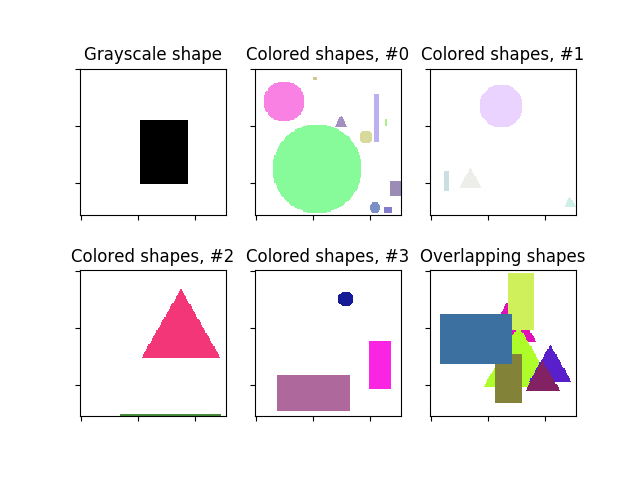 Grayscale shape
Colored shapes, #0
Colored shapes, #1
Colored shapes, #2
Colored shapes, #3
Overlapping shapes